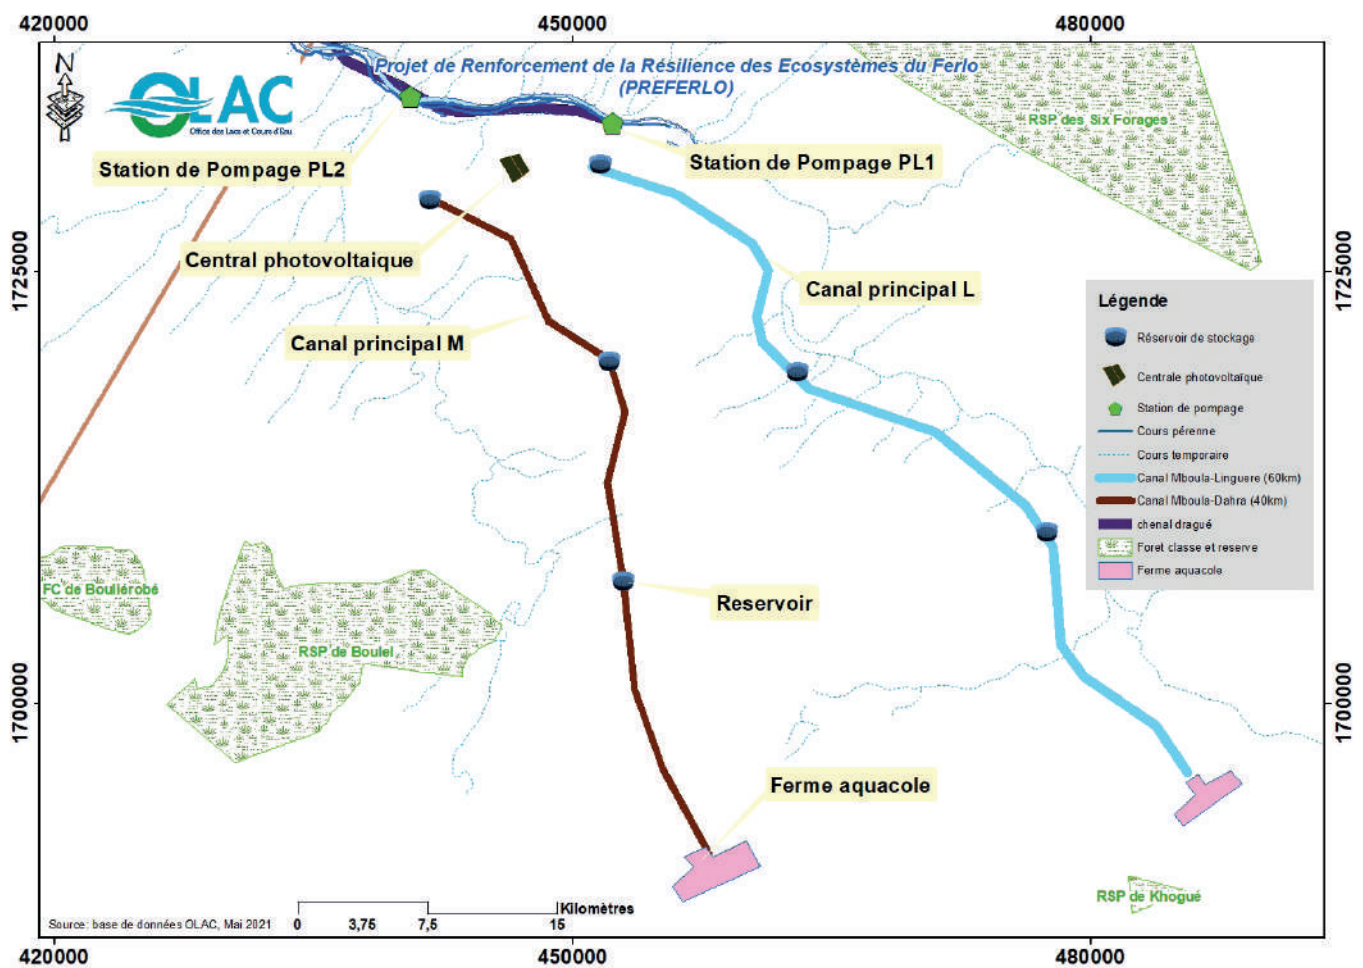 420000
450000
480000
N
OLAC
Office des Lacs et Cours d'Eau
Projet de Renforcement de la Résilience des Ecosystèmes du Ferlo
(PREFERLO)
RSP des Six Forages
Station de Pompage PL2
Station de Pompage PL1
Central photovoltaique
Canal principal L
Canal principal M
1725000
1725000
Légende
Réservoir de stockage
Centrale photovoltaïque
Station de pompage
Cours pérenne
Cours temporaire
Canal Mboula-Linguere (60km)
Canal Mboula-Dahra (40km)
chenal dragué
Foret classe et reserve
Ferme aquacole
FC de Boulérobé
RSP de Boulel
Reservoir
1700000
1700000
Ferme aquacole
RSP de Khogué
Source: base de données OLAC, Mai 2021
Kilomètres
0 3,75 7,5 15
420000
450000
480000